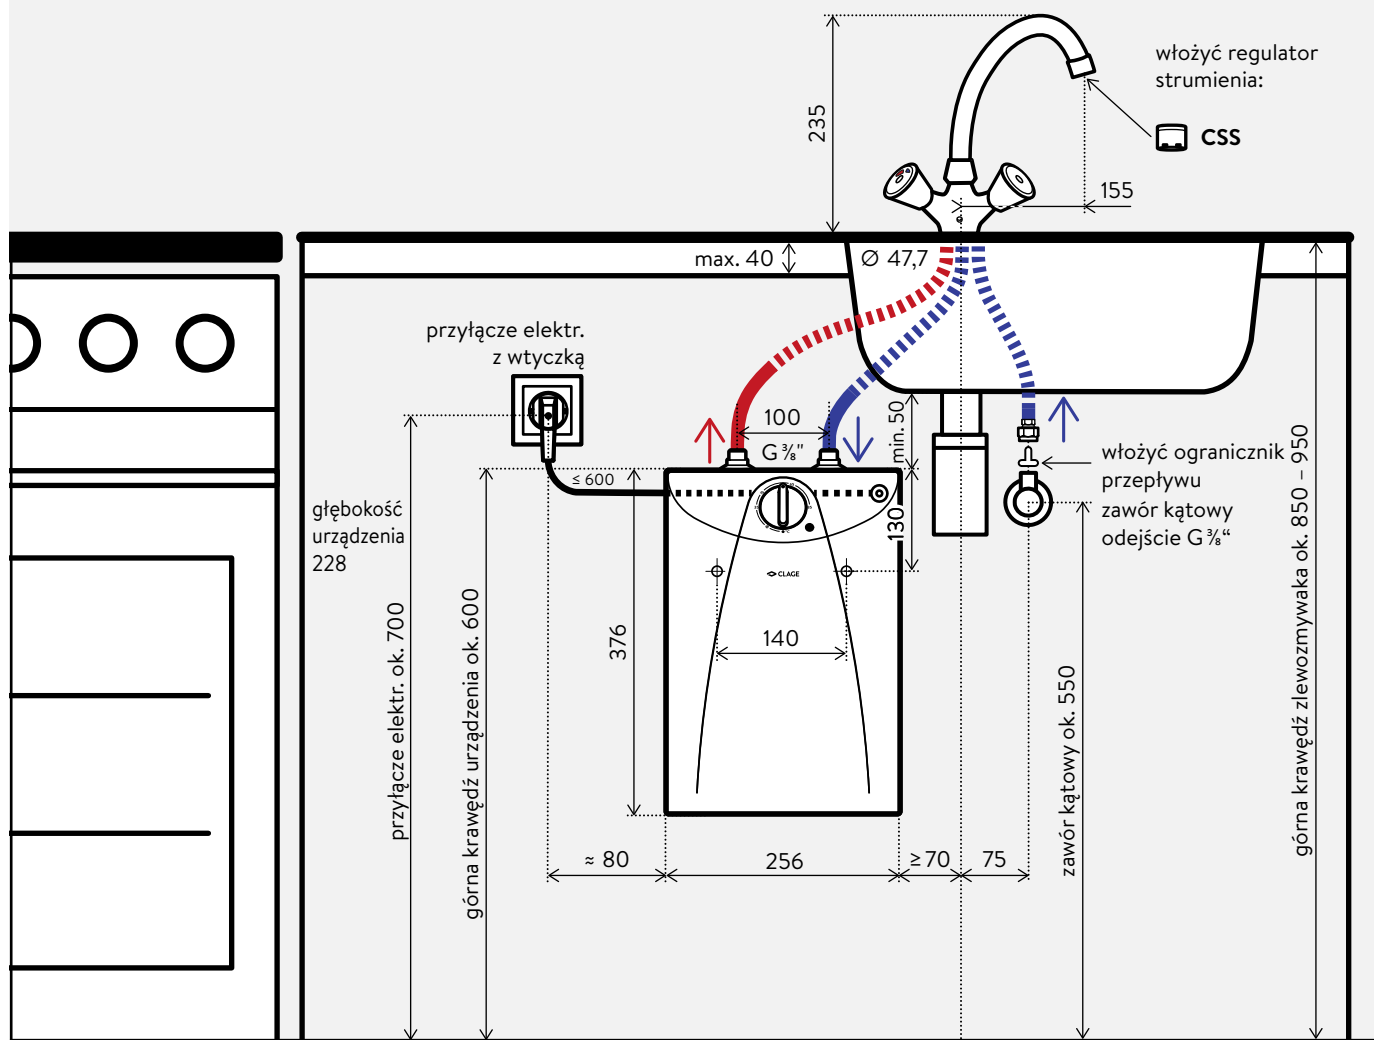 włożyć regulator
strumienia:
CSS
235
155
max. 40
Ø 47,7
przyłącze elektr.
z wtyczką
100
G ⅜"
min. 50
≤ 600
głębokość
urządzenia
228
130
włożyć ogranicznik
przepływu
zawór kątowy
odejście G ⅜“
CLAGE
376
140
przyłącze elektr. ok. 700
górna krawędź urządzenia ok. 600
zawór kątowy ok. 550
górna krawędź zlewozmywaka ok. 850 – 950
≈ 80
256
≥ 70
75